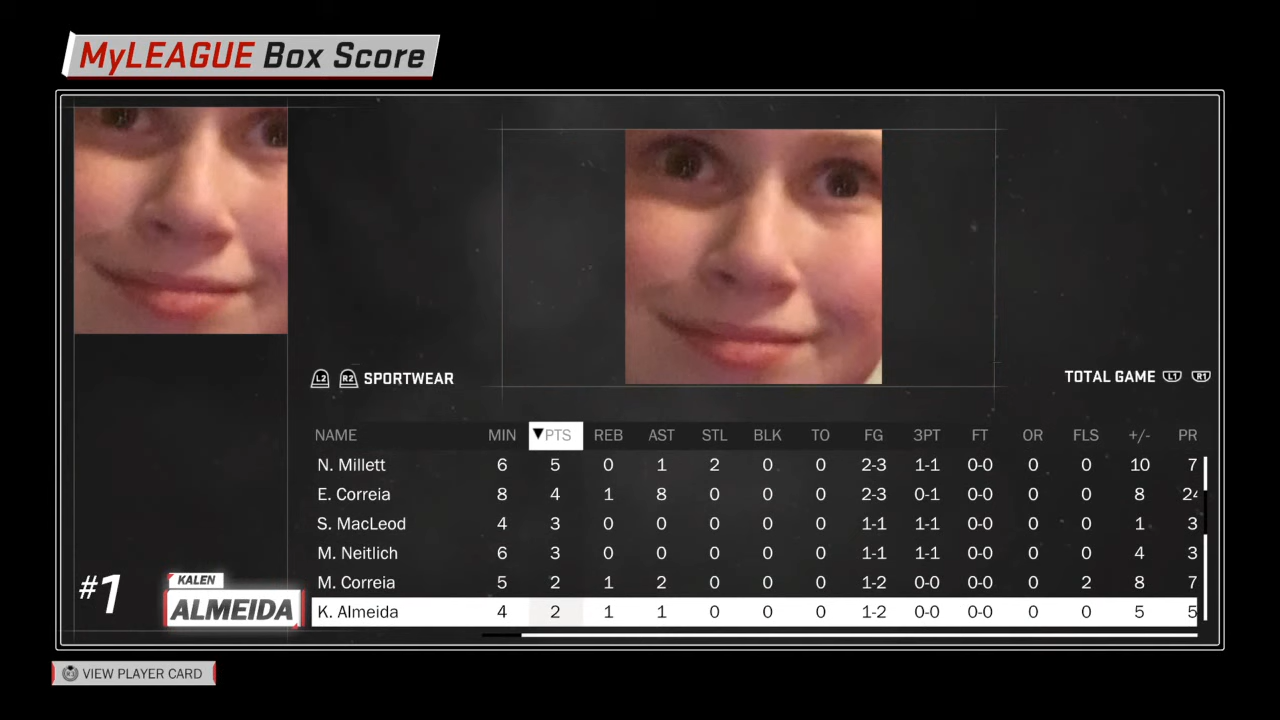 MyLEAGUE Box Score
L2 R2 SPORTWEAR
TOTAL GAME L1 R1
NAME MIN PTS REB AST STL BLK TO FG 3PT FT OR FLS +/- PR
N. Millett 6 5 0 1 2 0 0 2-3 1-1 0-0 0 0 10 7
E. Correia 8 4 1 8 0 0 0 2-3 0-1 0-0 0 0 8 24
S. MacLeod 4 3 0 0 0 0 0 1-1 1-1 0-0 0 0 1 3
M. Neitlich 6 3 0 0 0 0 0 1-1 1-1 0-0 0 0 4 3
M. Correia 5 2 1 2 0 0 0 1-2 0-0 0-0 0 2 8 7
K. Almeida 4 2 1 1 0 0 0 1-2 0-0 0-0 0 0 5 5
#1
KALEN
ALMEIDA
VIEW PLAYER CARD